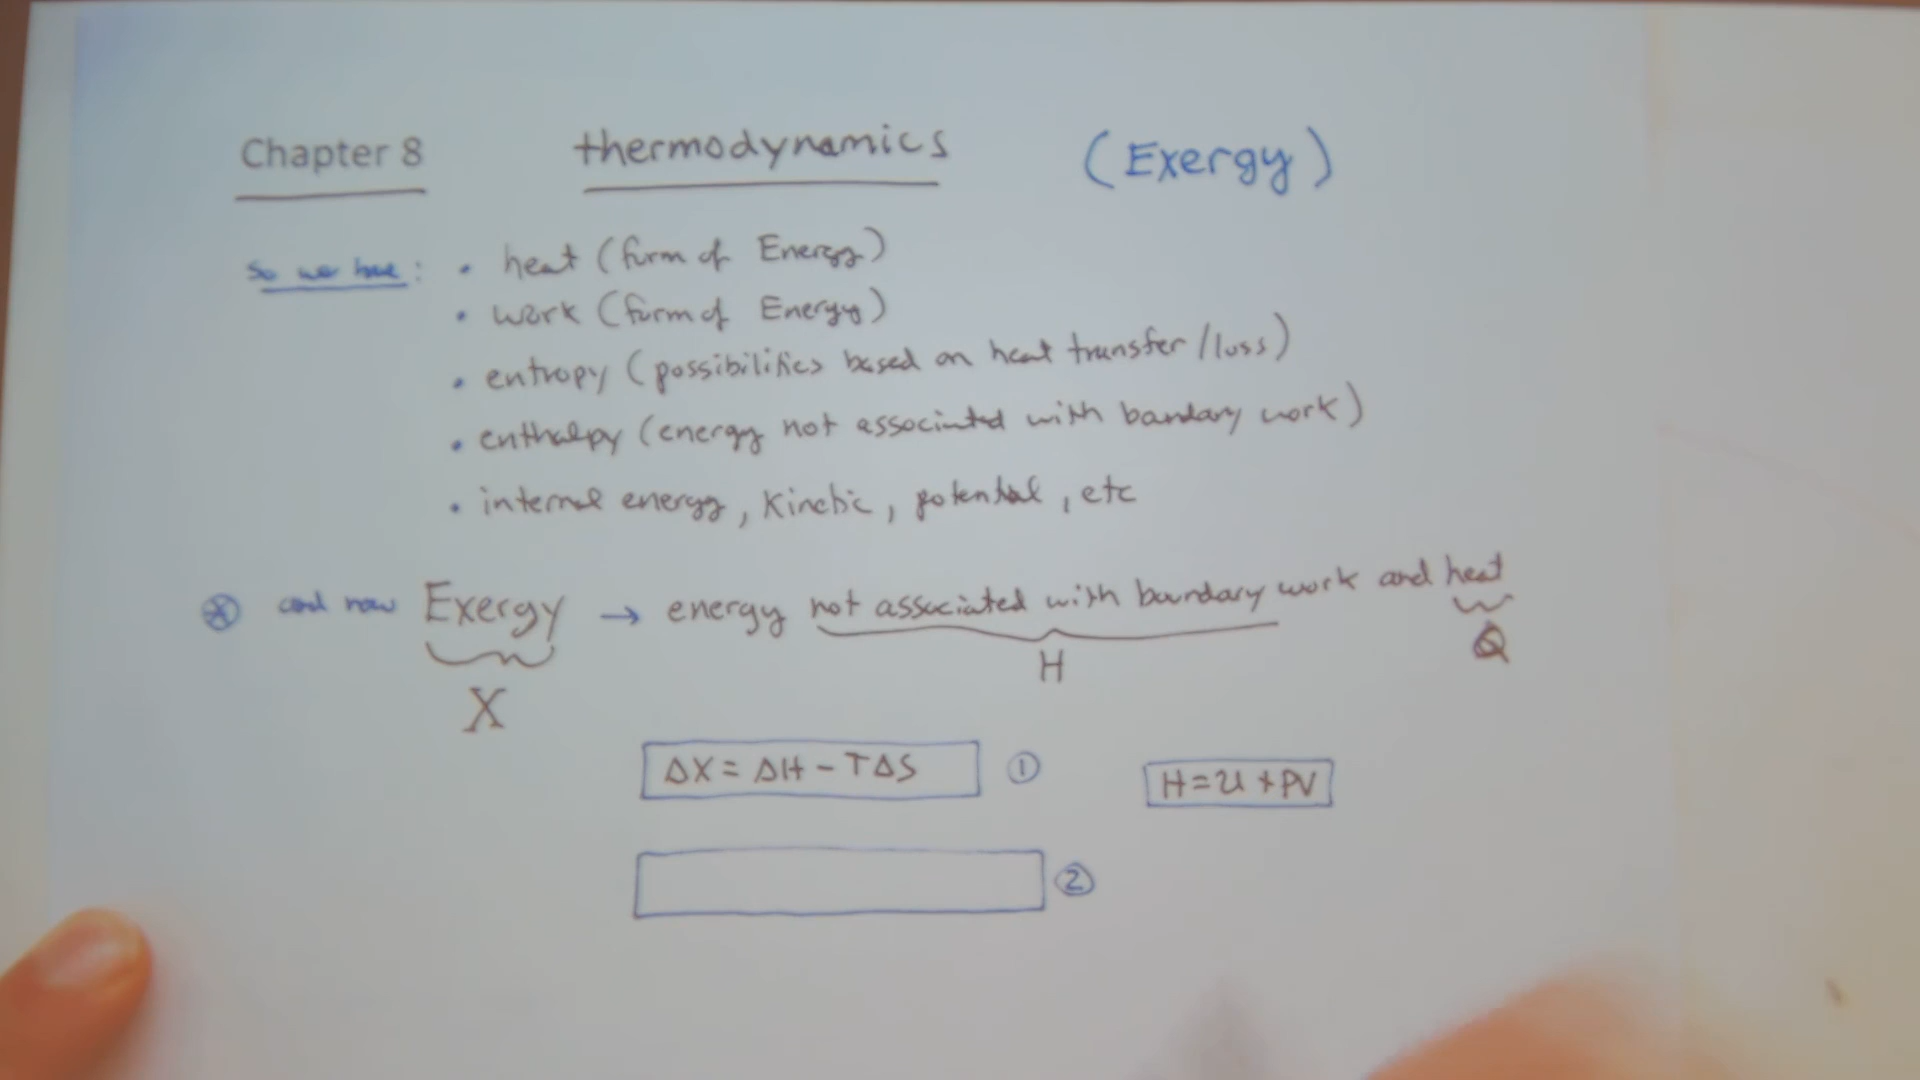 Chapter 8 thermodynamics (Exergy)
So we have: • heat (form of Energy)
• work (form of Energy)
• entropy (possibilities based on heat transfer/loss)
• enthalpy (energy not associated with boundary work)
• internal energy, Kinetic, potential, etc
and now Exergy → energy not associated with boundary work and heat
X H Q
ΔX = ΔH - TΔS ① H = U + PV
②